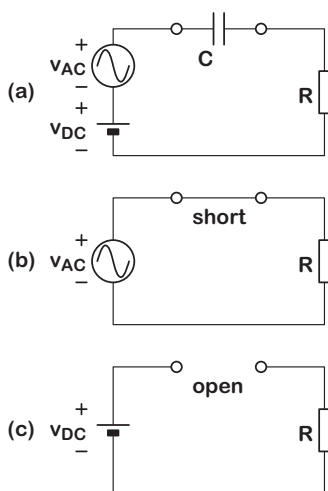 +
v_AC
−
C
(a)
+
v_DC
−
R
short
+
(b) v_AC
−
R
open
+
(c) v_DC
−
R